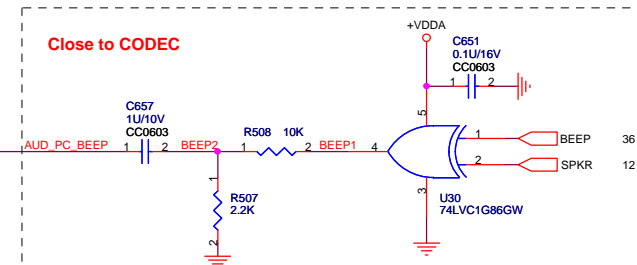 Close to CODEC
+VDDA
C651
0.1U/16V
CC0603
1 2
C657
1U/10V
CC0603
AUD_PC_BEEP 1 2 BEEP2
R508 10K
1 2 BEEP1 4
5
1 BEEP 36
2 SPKR 12
3
U30
74LVC1G86GW
1
R507
2.2K
2